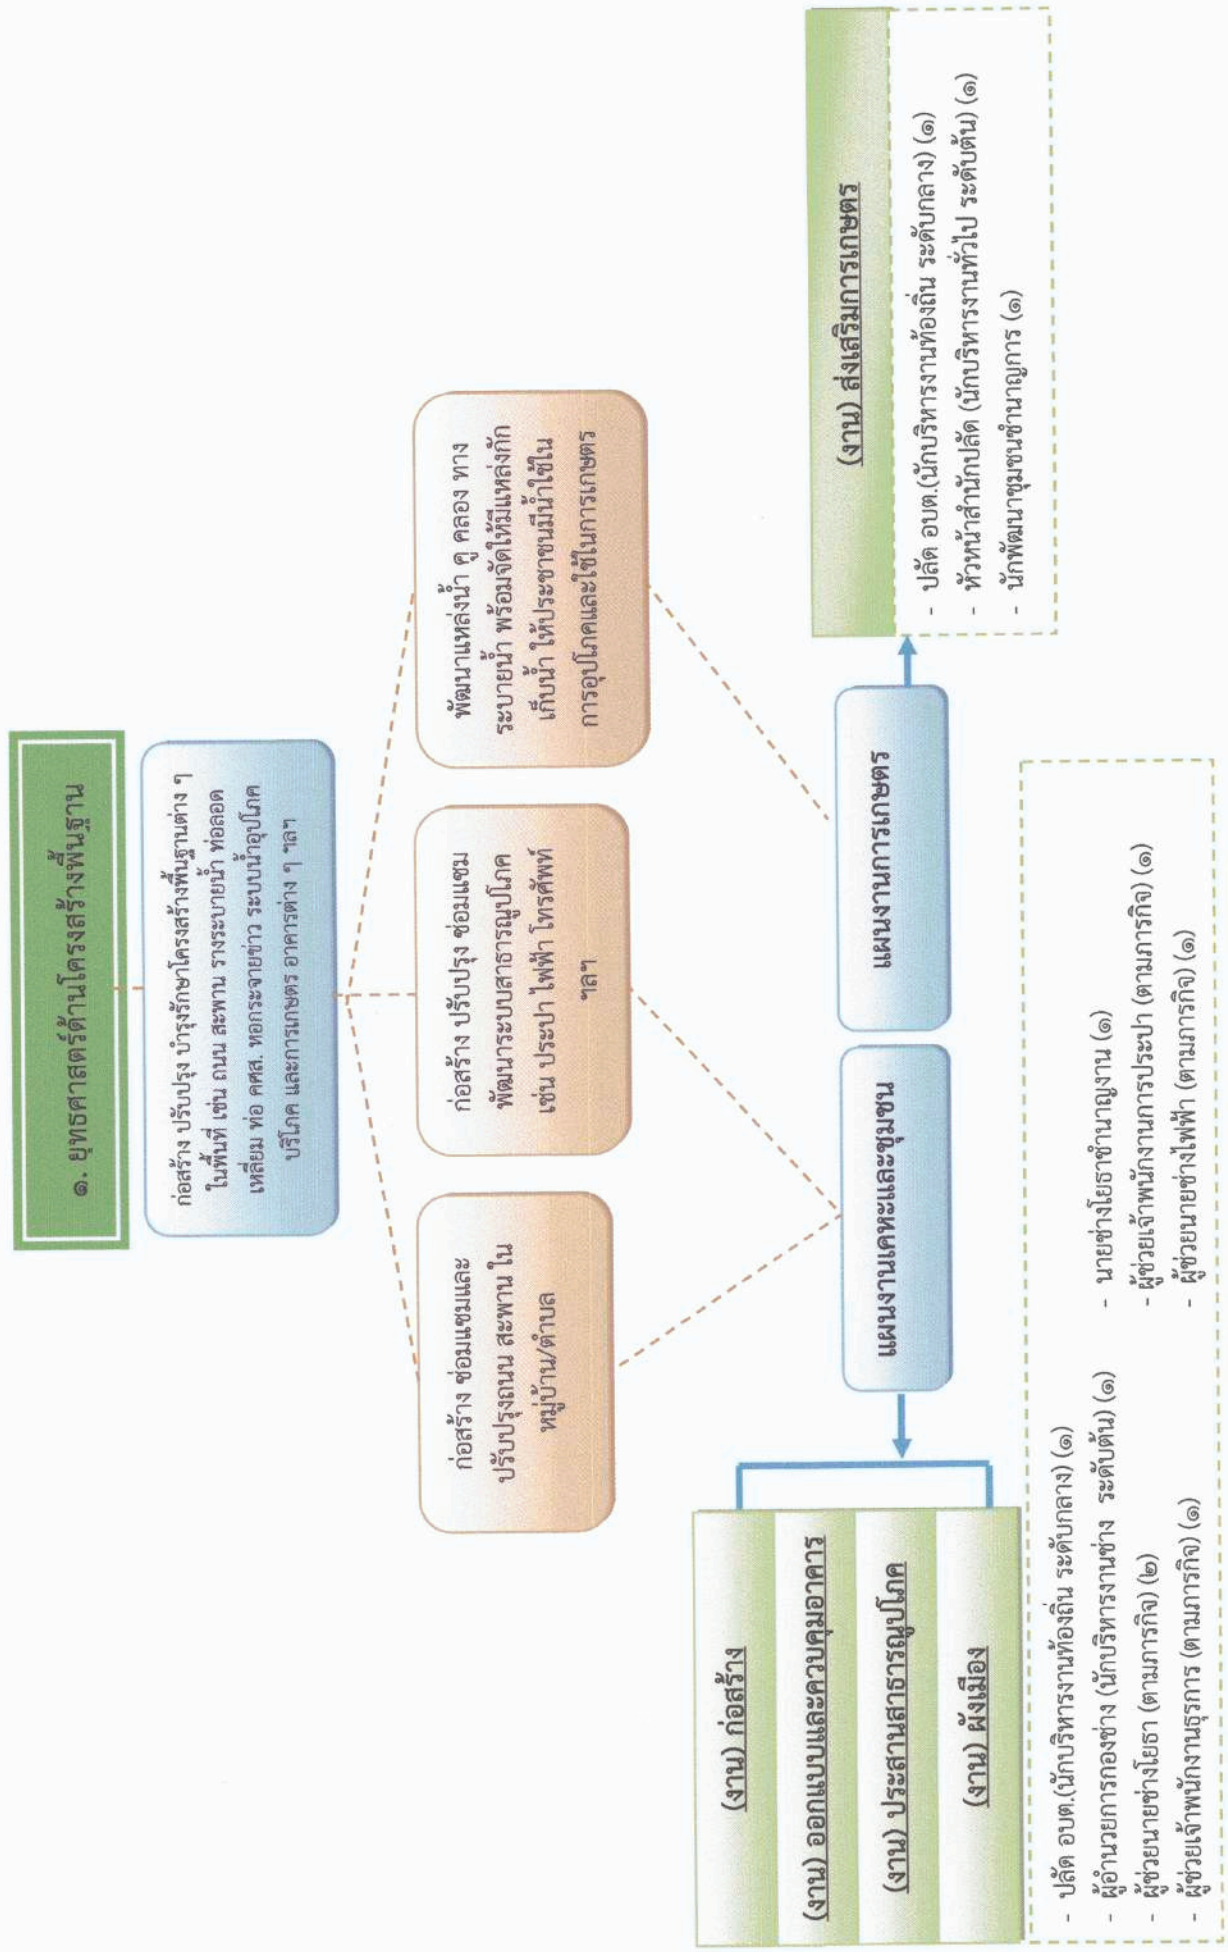 ๑. ยุทธศาสตร์ด้านโครงสร้างพื้นฐาน
ก่อสร้าง ปรับปรุง บำรุงรักษาโครงสร้างพื้นฐานต่าง ๆ
ในพื้นที่ เช่น ถนน สะพาน รางระบายน้ำ ท่อลอด
เหลี่ยม ท่อ คศส. หอกระจายข่าว ระบบน้ำอุปโภค
บริโภค และการเกษตร อาคารต่าง ๆ ฯลฯ
ก่อสร้าง ซ่อมแซมและ
ปรับปรุงถนน สะพาน ใน
หมู่บ้าน/ตำบล
ก่อสร้าง ปรับปรุง ซ่อมแซม
พัฒนาระบบสาธารณูปโภค
เช่น ประปา ไฟฟ้า โทรศัพท์
ฯลฯ
พัฒนาแหล่งน้ำ คู คลอง ทาง
ระบายน้ำ พร้อมจัดให้มีแหล่งกัก
เก็บน้ำ ให้ประชาชนมีน้ำใช้ใน
การอุปโภคและใช้ในการเกษตร
แผนงานเคหะและชุมชน
แผนงานการเกษตร
(งาน) ก่อสร้าง
(งาน) ออกแบบและควบคุมอาคาร
(งาน) ประสานสาธารณูปโภค
(งาน) ผังเมือง
(งาน) ส่งเสริมการเกษตร
- ปลัด อบต.(นักบริหารงานท้องถิ่น ระดับกลาง) (๑)
- หัวหน้าสำนักปลัด (นักบริหารงานทั่วไป ระดับต้น) (๑)
- นักพัฒนาชุมชนชำนาญการ (๑)
- ปลัด อบต.(นักบริหารงานท้องถิ่น ระดับกลาง) (๑)
- ผู้อำนวยการกองช่าง (นักบริหารงานช่าง ระดับต้น) (๑)
- ผู้ช่วยนายช่างโยธา (ตามภารกิจ) (๒)
- ผู้ช่วยเจ้าพนักงานธุรการ (ตามภารกิจ) (๑)
- นายช่างโยธาชำนาญงาน (๑)
- ผู้ช่วยเจ้าพนักงานการประปา (ตามภารกิจ) (๑)
- ผู้ช่วยนายช่างไฟฟ้า (ตามภารกิจ) (๑)